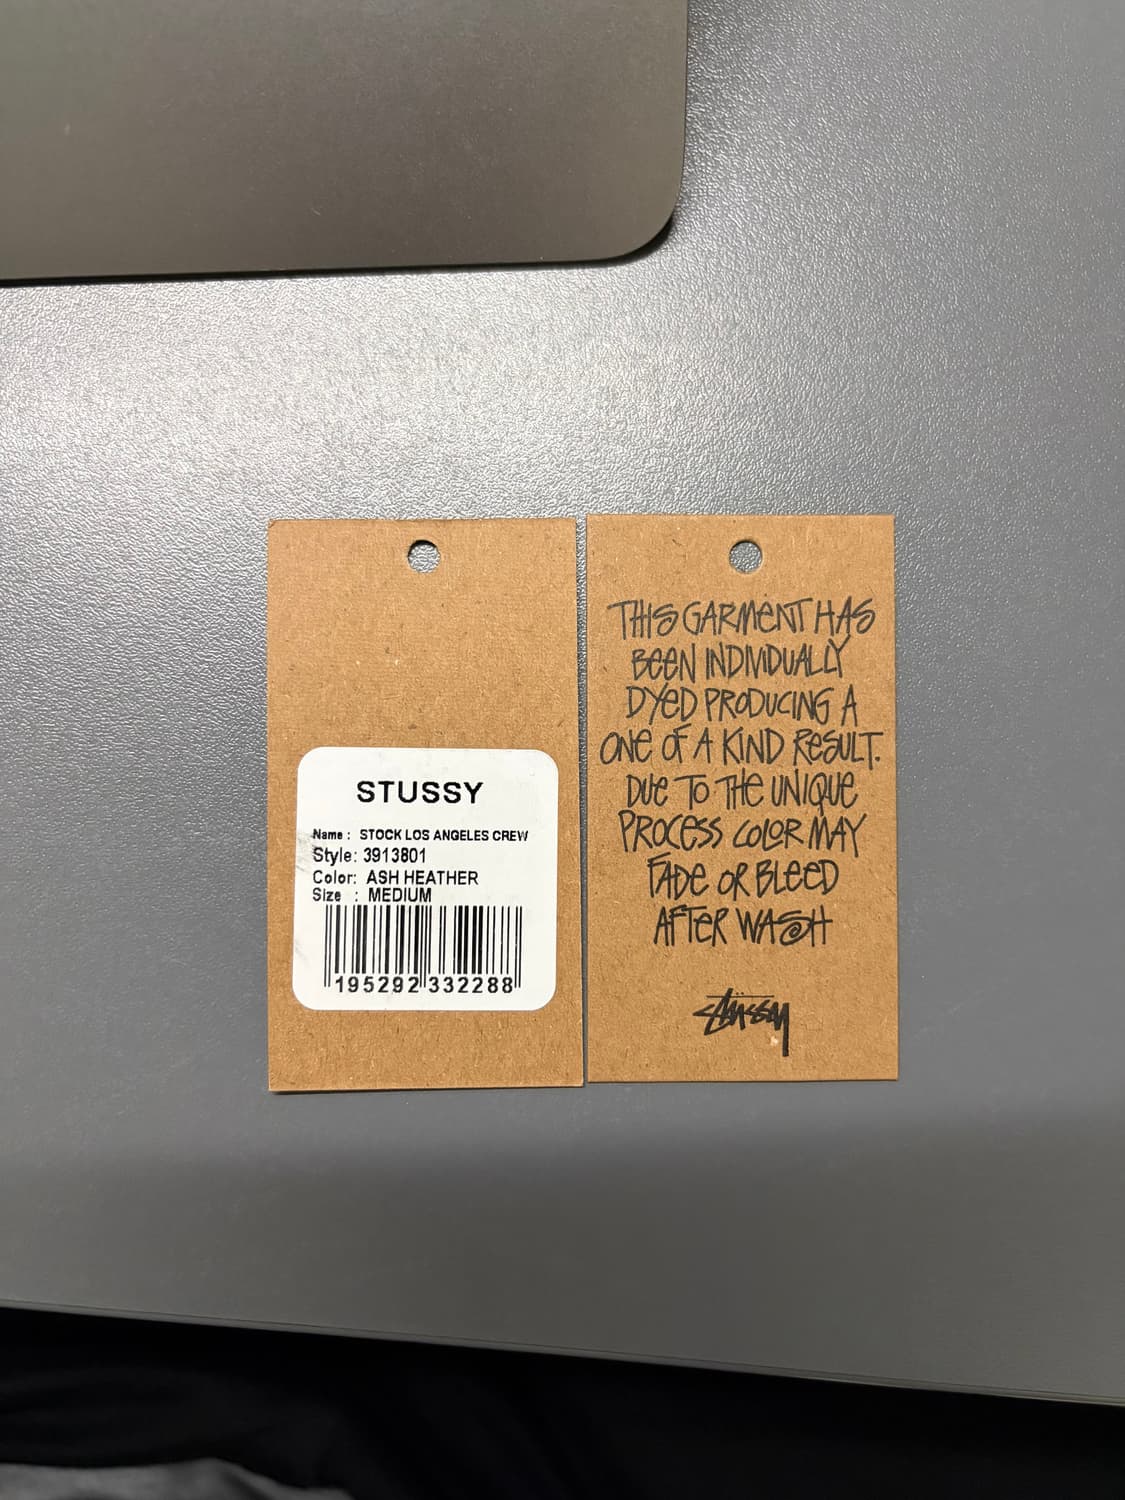 STUSSY
Name : STOCK LOS ANGELES CREW
Style: 3913801
Color: ASH HEATHER
Size : MEDIUM
195292 332288
THIS GARMENT HAS
BEEN INDIVIDUALLY
DYED PRODUCING A
ONE OF A KIND RESULT.
DUE TO THE UNIQUE
PROCESS COLOR MAY
FADE OR BLEED
AFTER WASH
STÜSSY